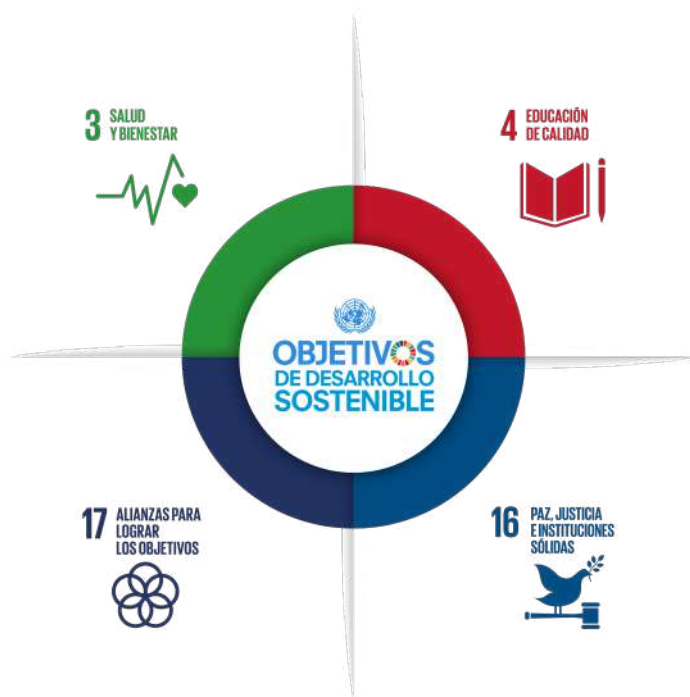 3 SALUD
Y BIENESTAR
4 EDUCACIÓN
DE CALIDAD
OBJETIVOS
DE DESARROLLO
SOSTENIBLE
17 ALIANZAS PARA
LOGRAR
LOS OBJETIVOS
16 PAZ, JUSTICIA
E INSTITUCIONES
SÓLIDAS